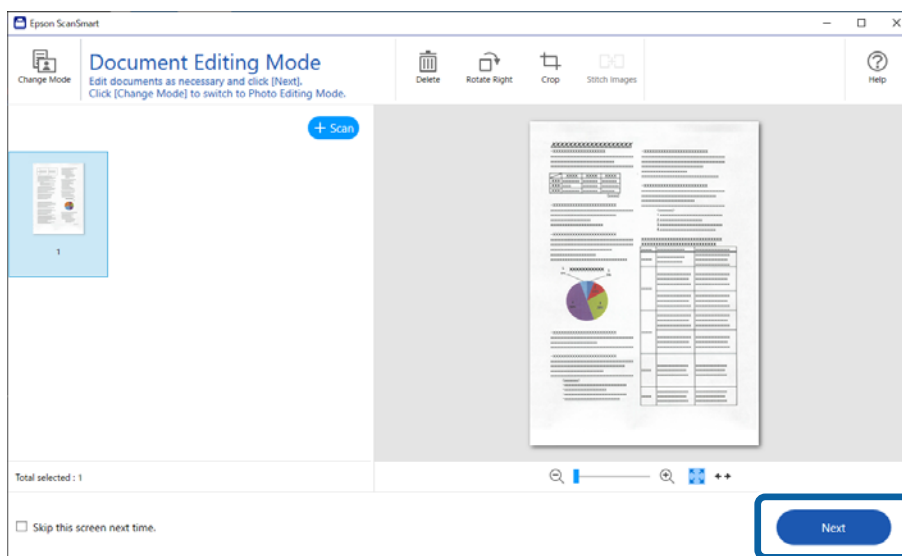 Epson ScanSmart
Change Mode
Document Editing Mode
Edit documents as necessary and click [Next].
Click [Change Mode] to switch to Photo Editing Mode.
Delete
Rotate Right
Crop
Stitch Images
Help
+ Scan
1
Total selected : 1
Skip this screen next time.
Next